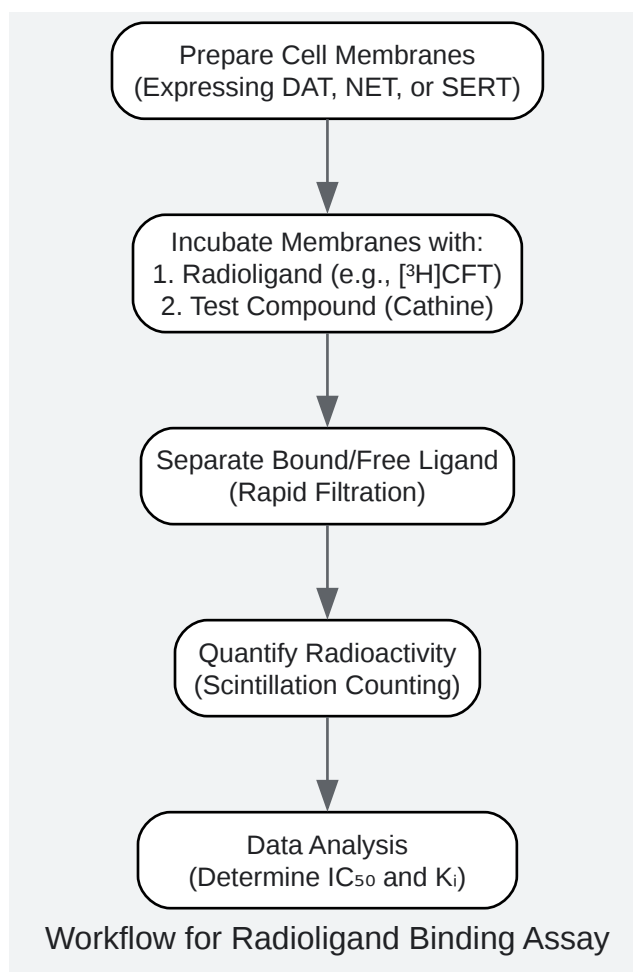 Prepare Cell Membranes
(Expressing DAT, NET, or SERT)
Incubate Membranes with:
1. Radioligand (e.g., [³H]CFT)
2. Test Compound (Cathine)
Separate Bound/Free Ligand
(Rapid Filtration)
Quantify Radioactivity
(Scintillation Counting)
Data Analysis
(Determine IC₅₀ and Kᵢ)
Workflow for Radioligand Binding Assay